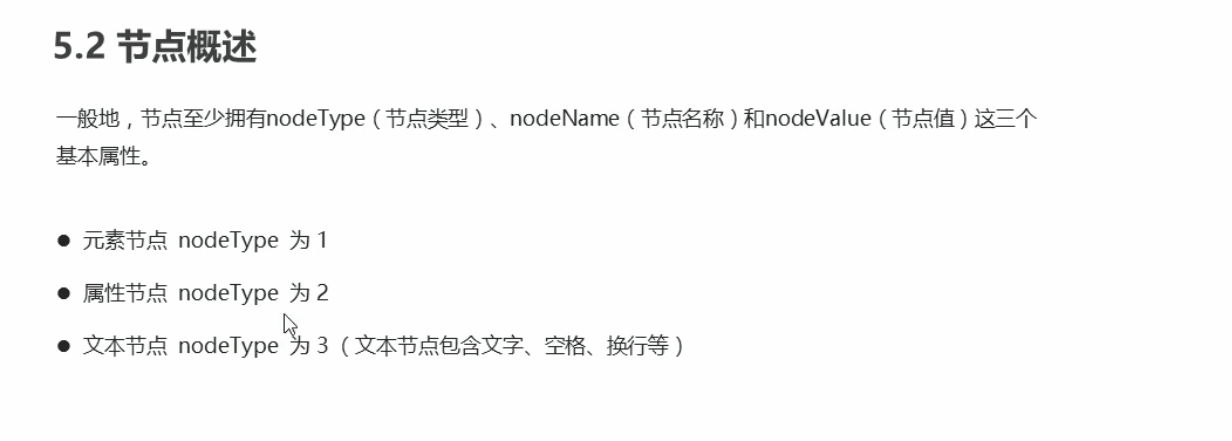 5.2 节点概述
一般地，节点至少拥有nodeType（节点类型）、nodeName（节点名称）和nodeValue（节点值）这三个
基本属性。
● 元素节点 nodeType 为 1
● 属性节点 nodeType 为 2
● 文本节点 nodeType 为 3（文本节点包含文字、空格、换行等）